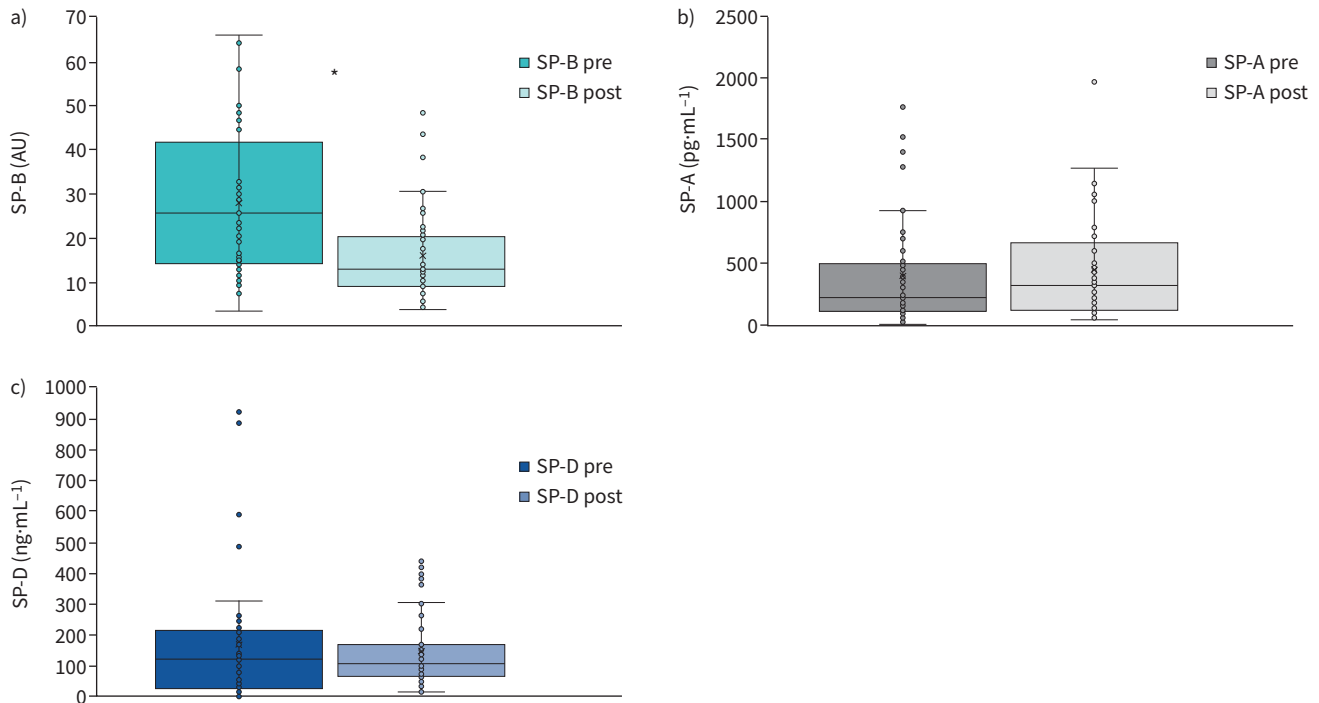 a)
70
60
50
40
30
20
10
0
SP-B (AU)
*
SP-B pre
SP-B post
b)
2500
2000
1500
1000
500
0
SP-A (pg·mL⁻¹)
SP-A pre
SP-A post
c)
1000
900
800
700
600
500
400
300
200
100
0
SP-D (ng·mL⁻¹)
SP-D pre
SP-D post